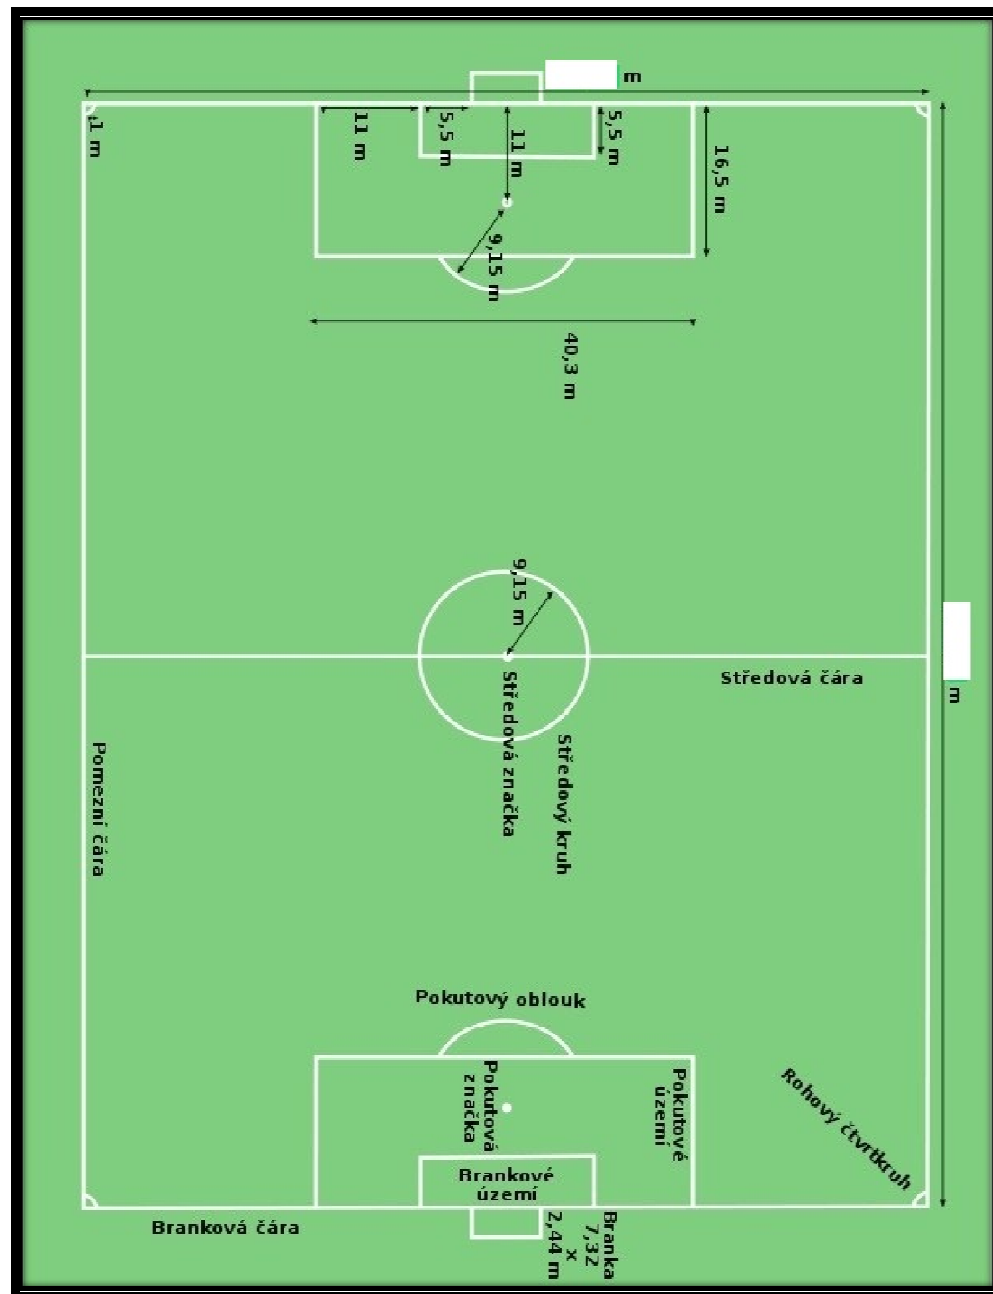 m
1 m
11 m
5,5 m
11 m
5,5 m
16,5 m
9,15 m
40,3 m
9,15 m
m
Středová čára
Středová značka
Středový kruh
Pomezní čára
Pokutový oblouk
Pokutová
značka
Pokutové
území
Rohový čtvrtkruh
Brankové
území
Branková čára
Branka
7,32
x
2,44 m